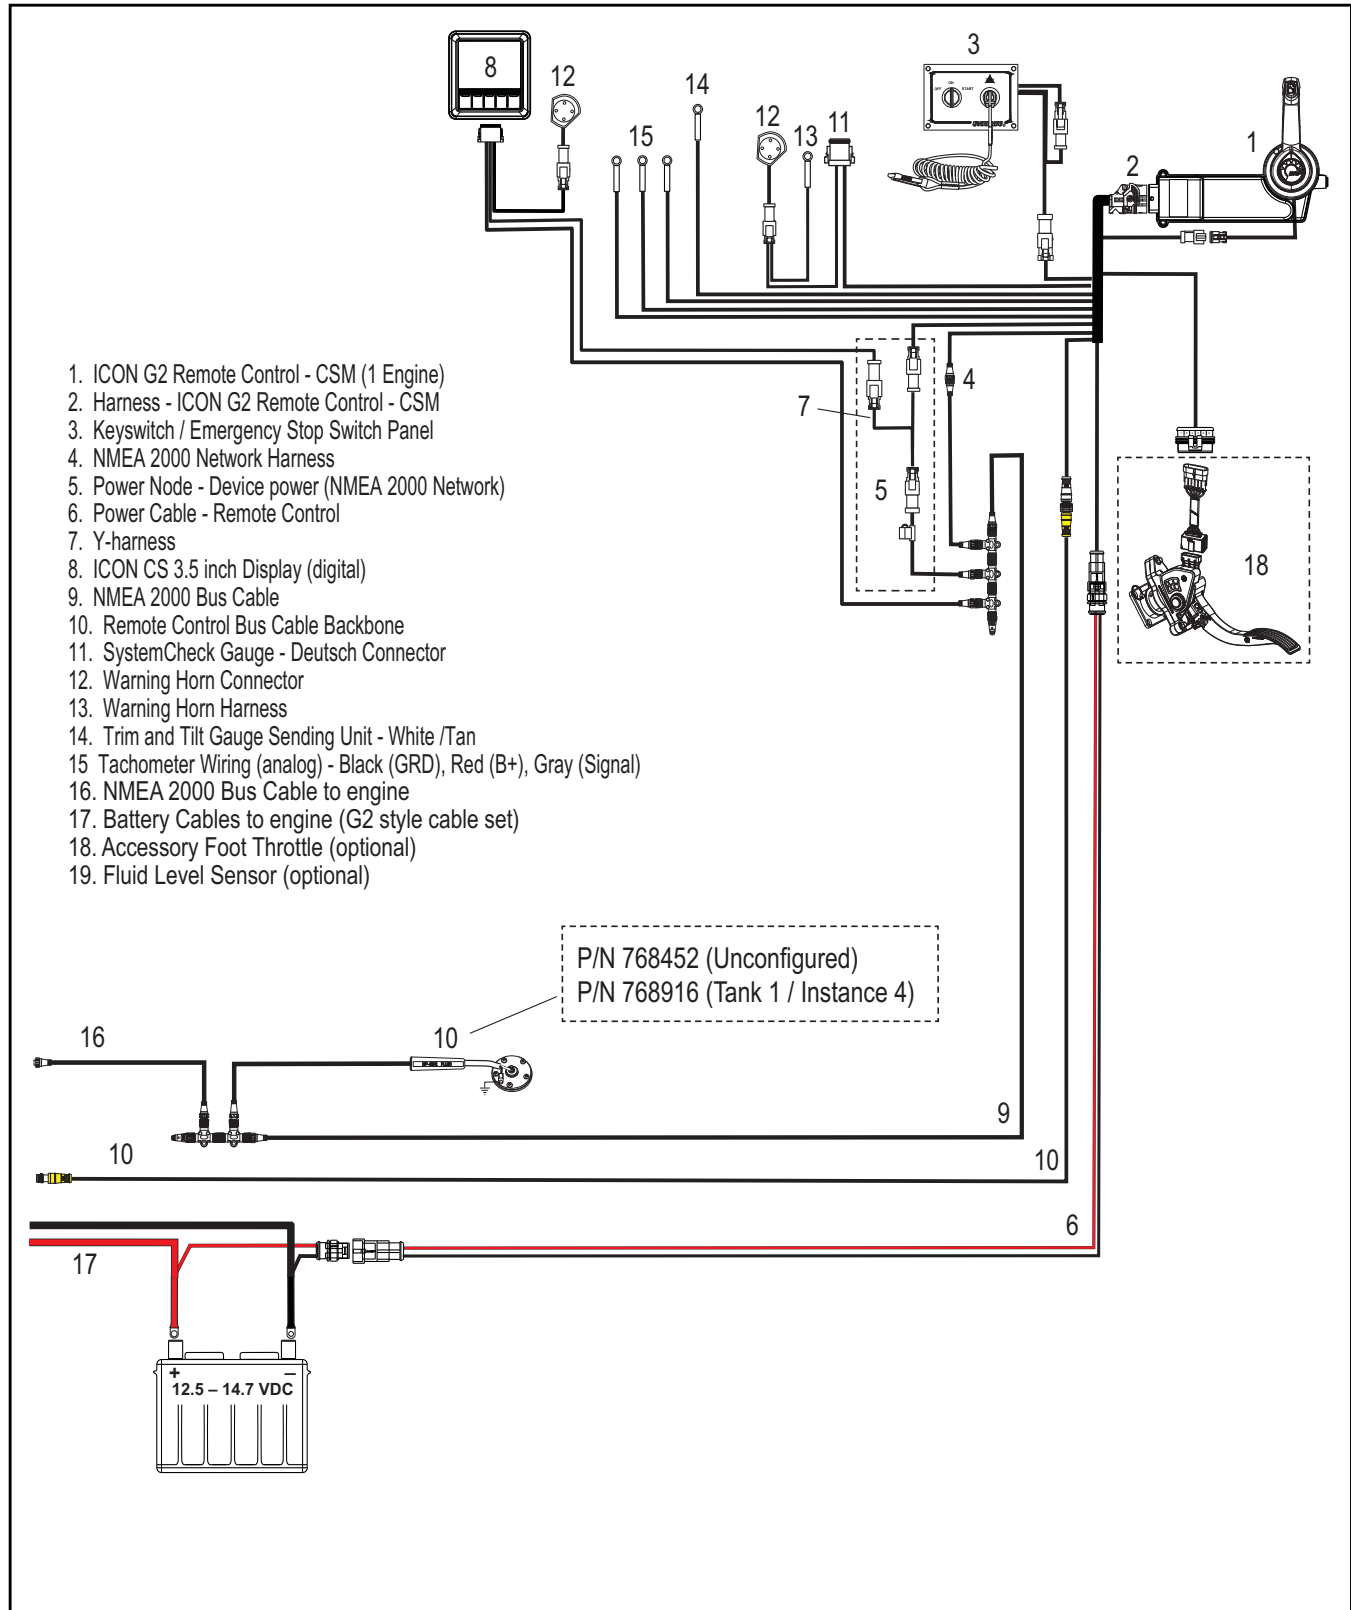 8
12
14
15
12
13
11
3
ON
OFF
START
2
1
1. ICON G2 Remote Control - CSM (1 Engine)
2. Harness - ICON G2 Remote Control - CSM
3. Keyswitch / Emergency Stop Switch Panel
4. NMEA 2000 Network Harness
5. Power Node - Device power (NMEA 2000 Network)
6. Power Cable - Remote Control
7. Y-harness
8. ICON CS 3.5 inch Display (digital)
9. NMEA 2000 Bus Cable
10. Remote Control Bus Cable Backbone
11. SystemCheck Gauge - Deutsch Connector
12. Warning Horn Connector
13. Warning Horn Harness
14. Trim and Tilt Gauge Sending Unit - White /Tan
15 Tachometer Wiring (analog) - Black (GRD), Red (B+), Gray (Signal)
16. NMEA 2000 Bus Cable to engine
17. Battery Cables to engine (G2 style cable set)
18. Accessory Foot Throttle (optional)
19. Fluid Level Sensor (optional)
7
4
5
18
P/N 768452 (Unconfigured)
P/N 768916 (Tank 1 / Instance 4)
16
10
9
10
10
6
17
+ –
12.5 – 14.7 VDC